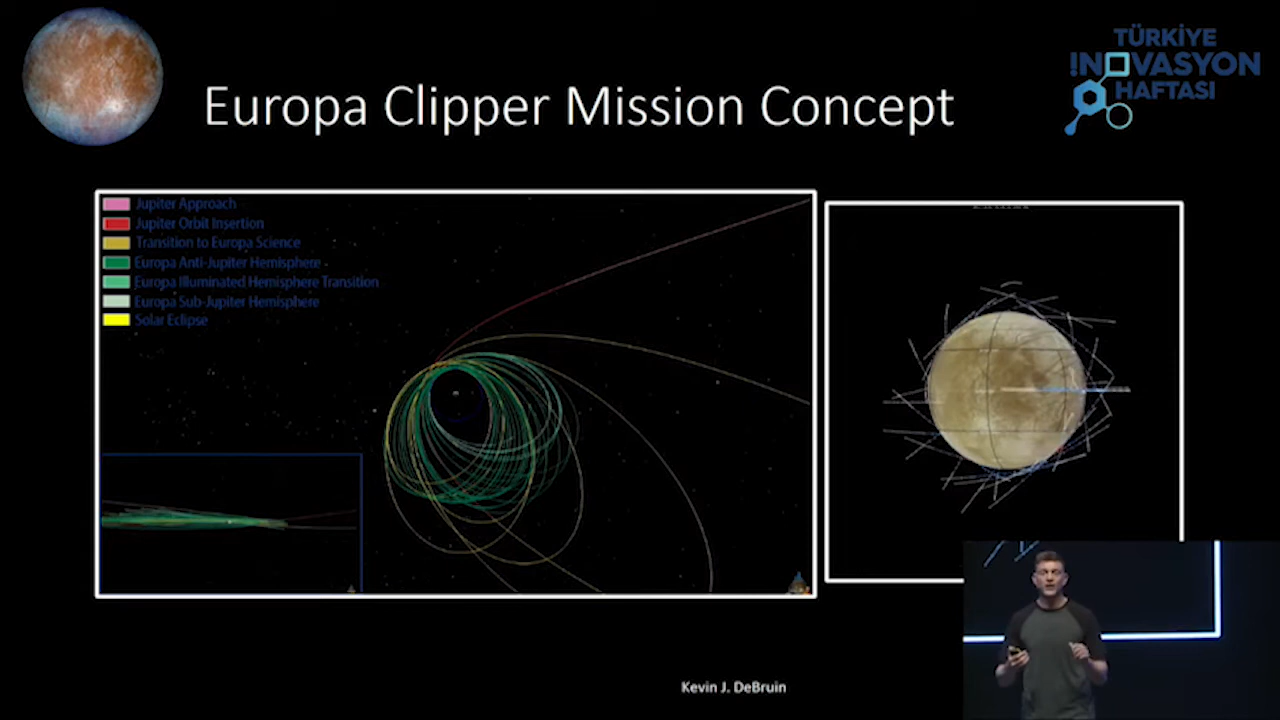 TÜRKİYE
İNOVASYON
HAFTASI
Europa Clipper Mission Concept
Jupiter Approach
Jupiter Orbit Insertion
Transition to Europa Science
Europa Anti-Jupiter Hemisphere
Europa Illuminated Hemisphere Transition
Europa Sub-Jupiter Hemisphere
Solar Eclipse
Kevin J. DeBruin